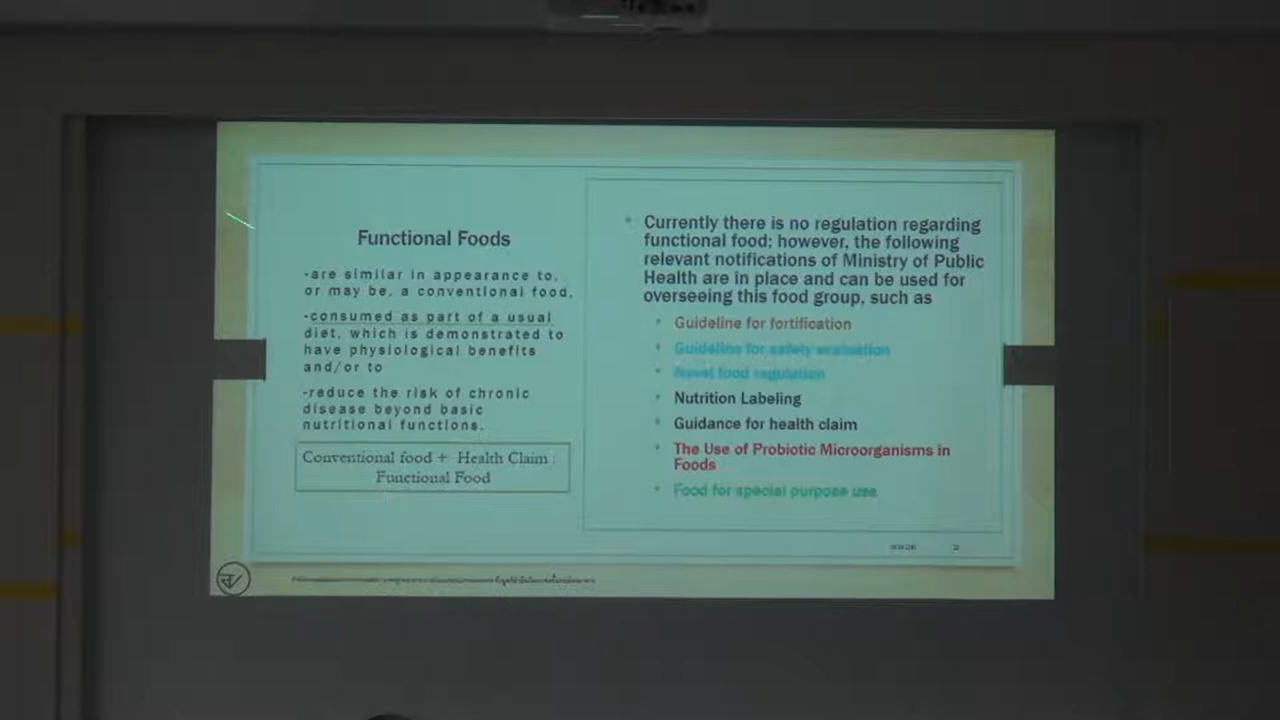 Functional Foods
-are similar in appearance to,
or may be, a conventional food,
-consumed as part of a usual
diet, which is demonstrated to
have physiological benefits
and/or to
-reduce the risk of chronic
disease beyond basic
nutritional functions.
Conventional food + Health Claim :
Functional Food
Currently there is no regulation regarding
functional food; however, the following
relevant notifications of Ministry of Public
Health are in place and can be used for
overseeing this food group, such as
Guideline for fortification
Guideline for safety evaluation
Novel food regulation
Nutrition Labeling
Guidance for health claim
The Use of Probiotic Microorganisms in
Foods
Food for special purpose use